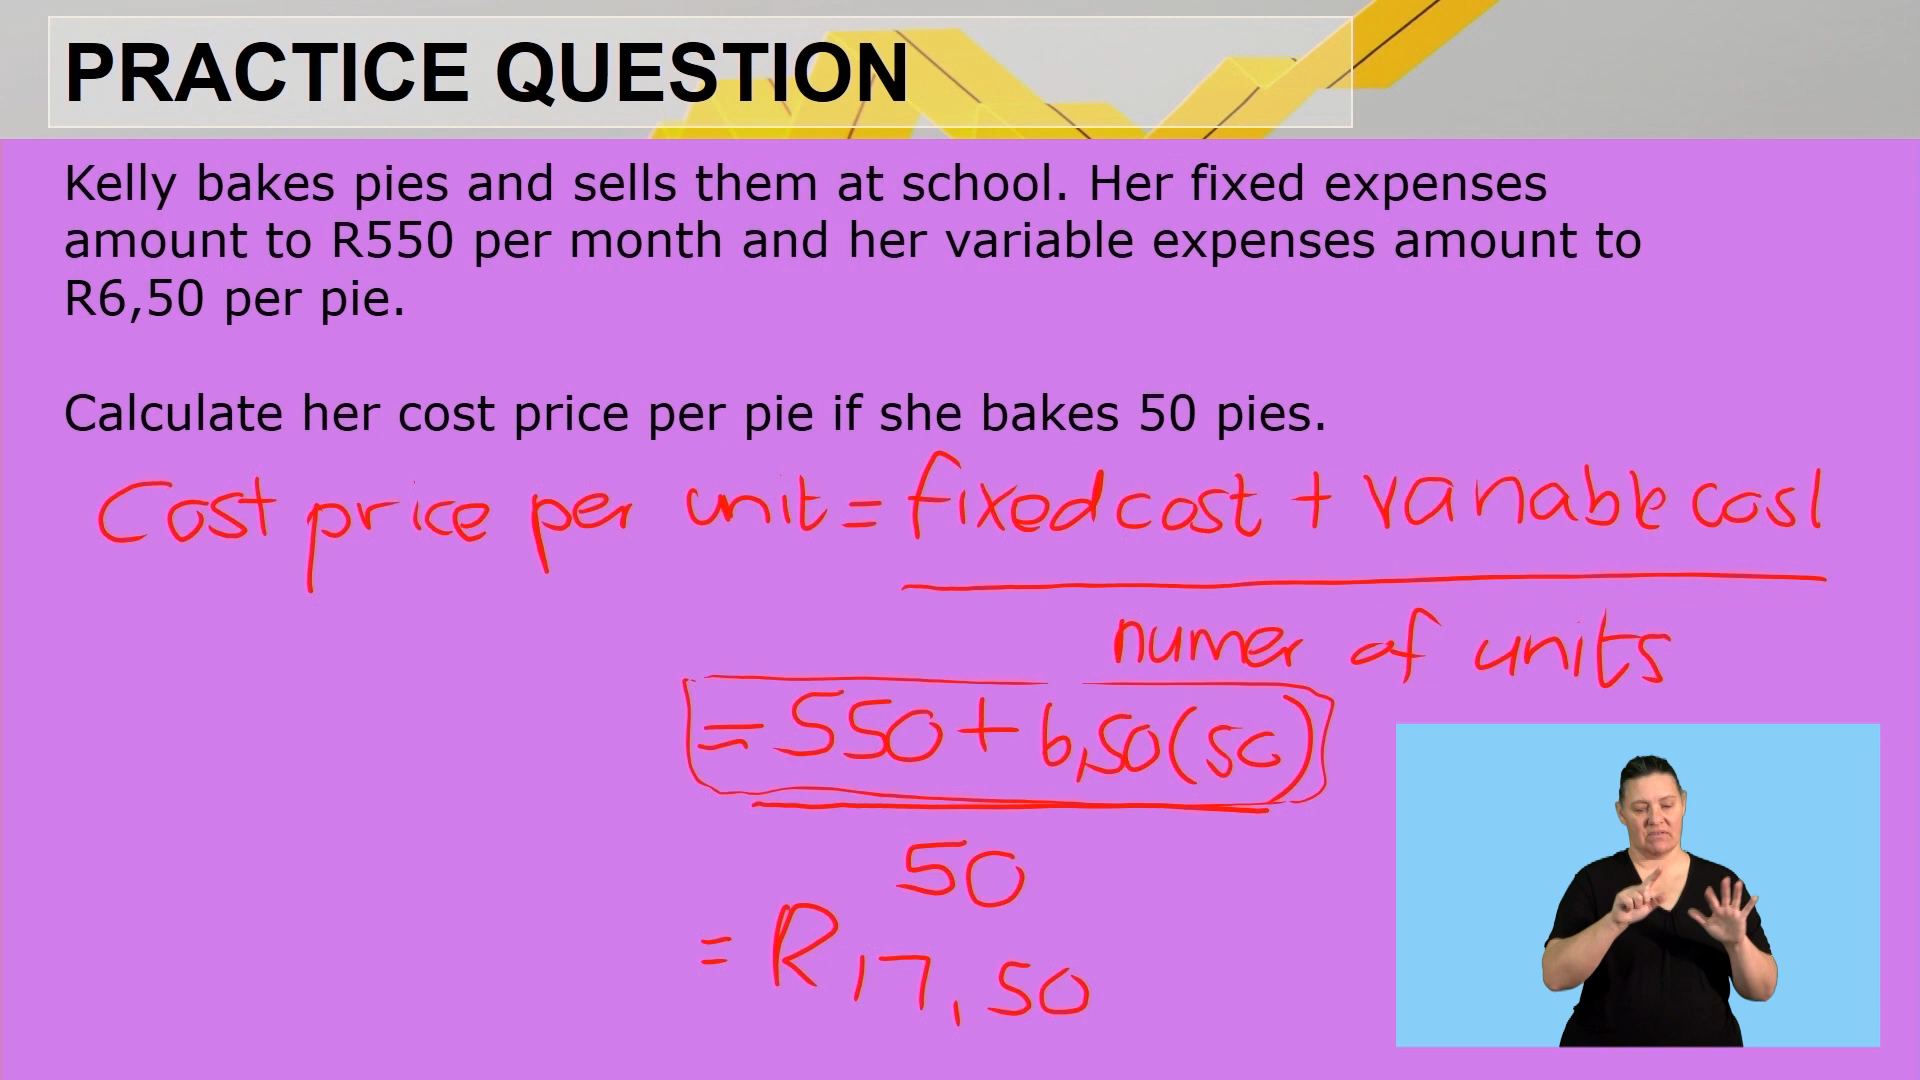 PRACTICE QUESTION
Kelly bakes pies and sells them at school. Her fixed expenses
amount to R550 per month and her variable expenses amount to
R6,50 per pie.
Calculate her cost price per pie if she bakes 50 pies.
Cost price per unit = fixed cost + variable cost
numer of units
= 550 + 6,50(50)
50
= R17,50